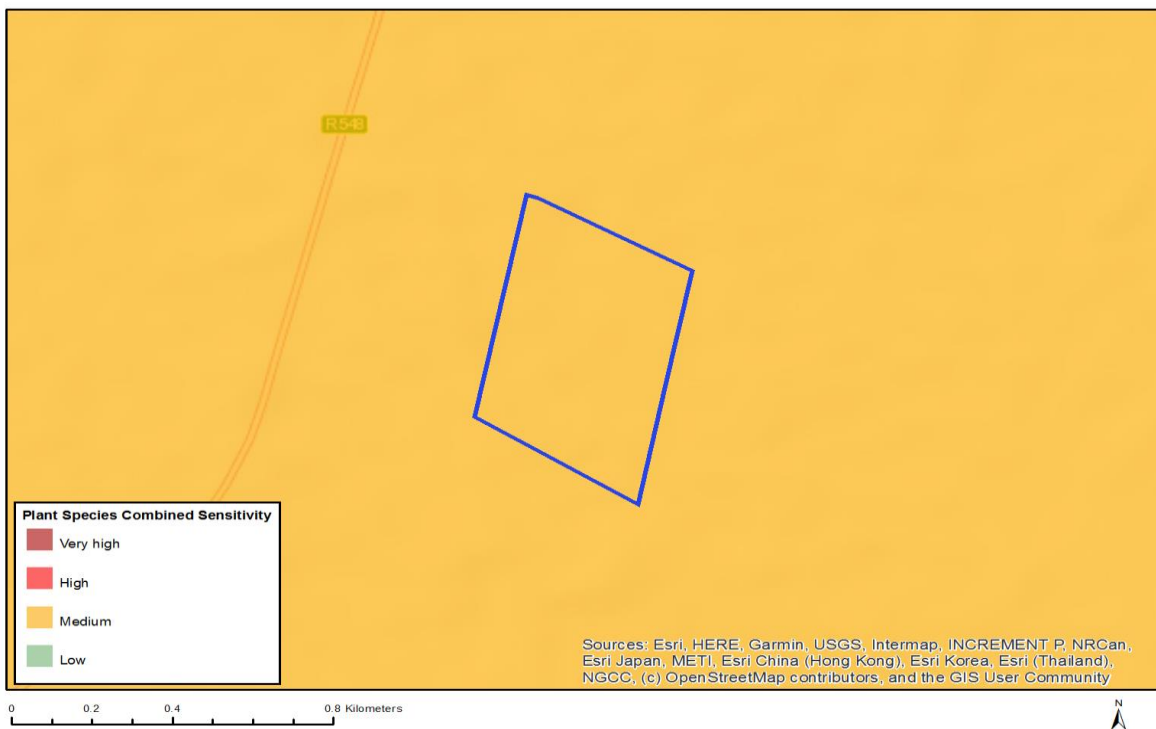 R548
Plant Species Combined Sensitivity
Very high
High
Medium
Low
Sources: Esri, HERE, Garmin, USGS, Intermap, INCREMENT P, NRCan,
Esri Japan, METI, Esri China (Hong Kong), Esri Korea, Esri (Thailand),
NGCC, (c) OpenStreetMap contributors, and the GIS User Community
0 0.2 0.4 0.8 Kilometers
N